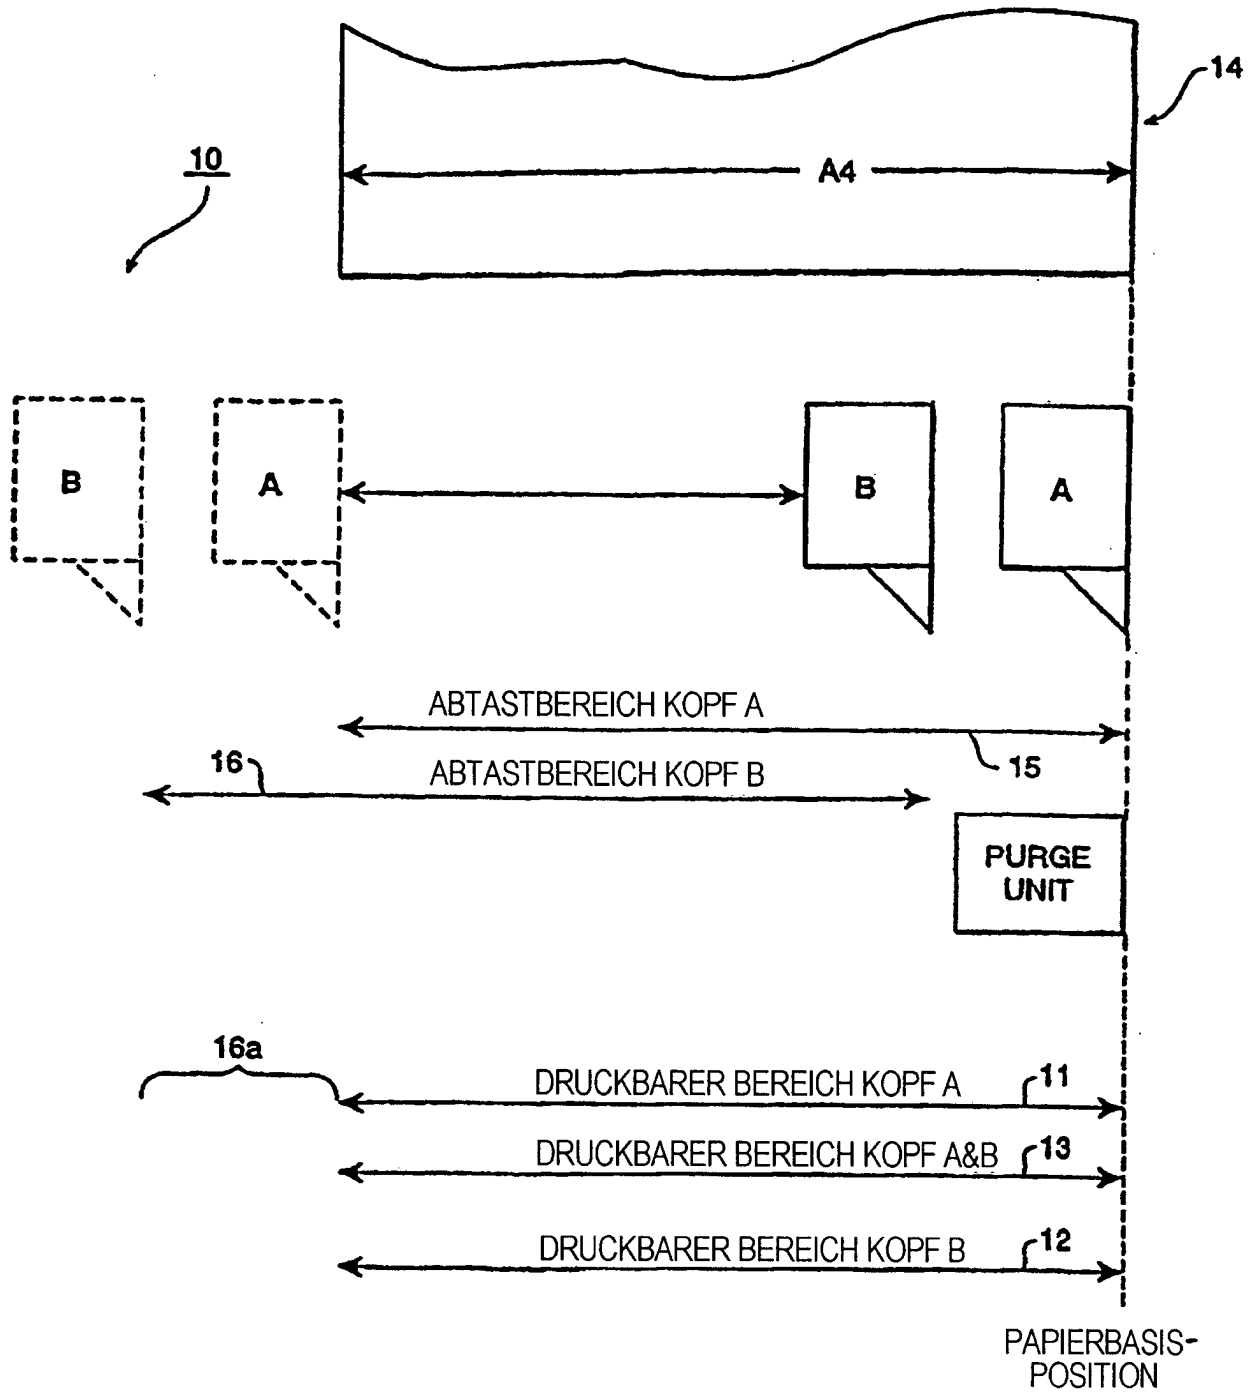 14
A4
10
B
A
B
A
ABTASTBEREICH KOPF A
15
16
ABTASTBEREICH KOPF B
PURGE
UNIT
16a
DRUCKBARER BEREICH KOPF A
11
DRUCKBARER BEREICH KOPF A&B
13
DRUCKBARER BEREICH KOPF B
12
PAPIERBASIS-
POSITION